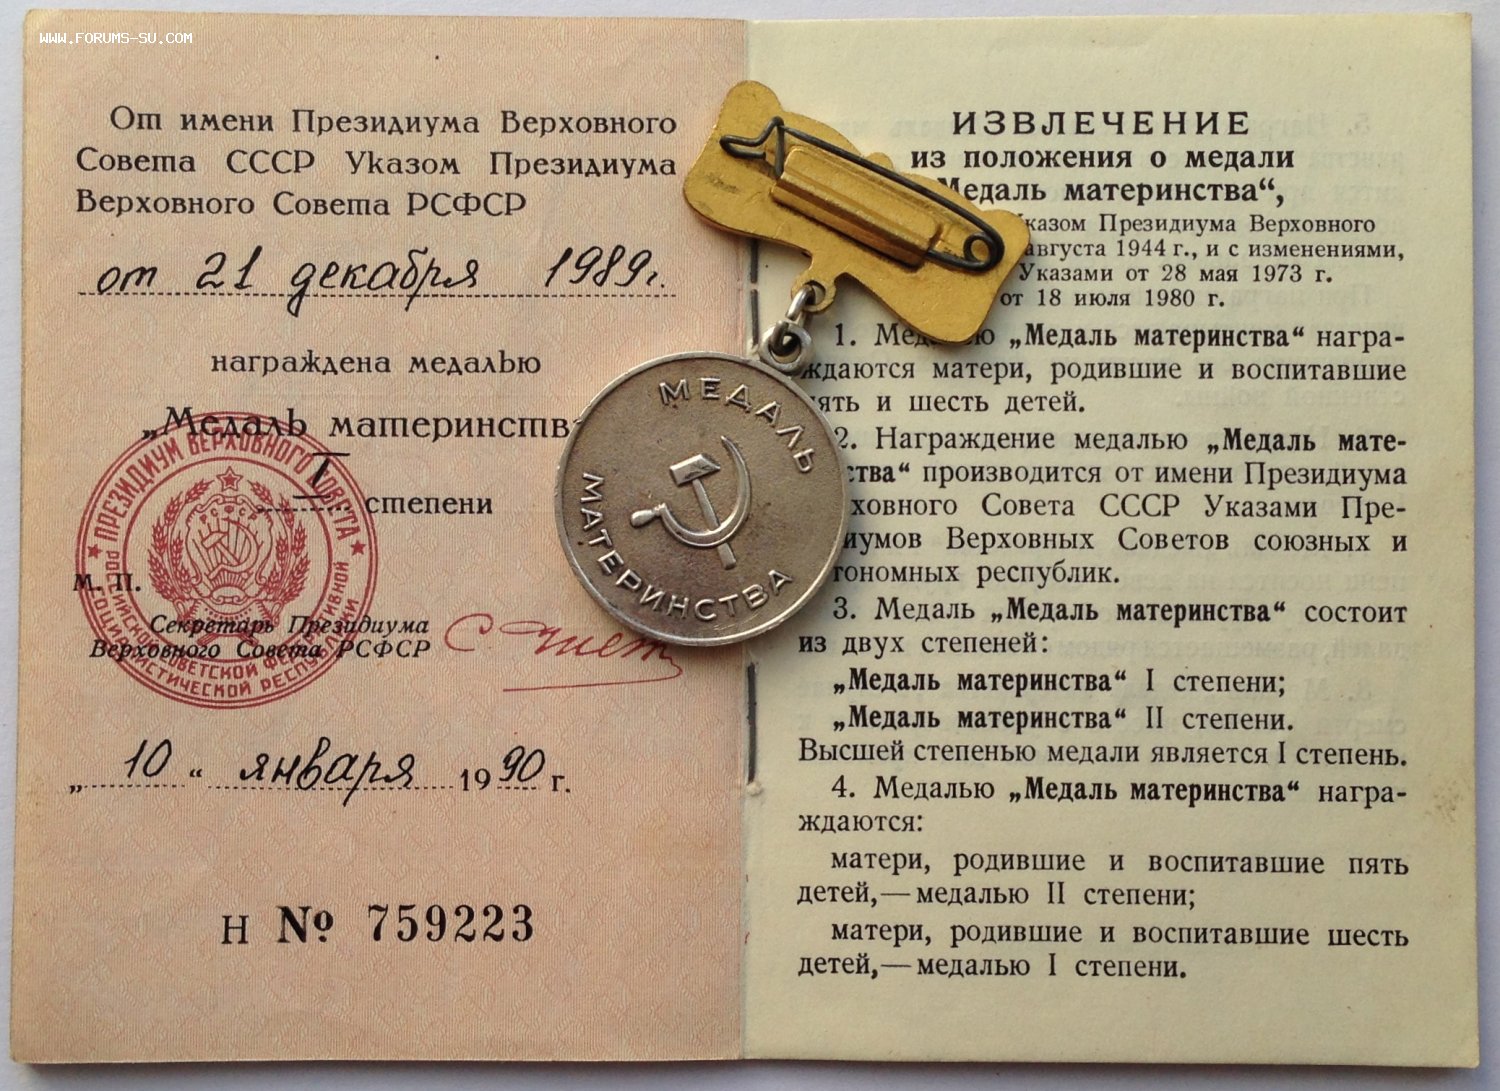 www.forums-su.com
От имени Президиума Верховного
Совета СССР Указом Президиума
Верховного Совета РСФСР
от 21 декабря 1989г.
награждена медалью
„Медаль материнства
I степени
ПРЕЗИДИУМ ВЕРХОВНОГО СОВЕТА
РОССИЙСКОЙ СОВЕТСКОЙ ФЕДЕРАТИВНОЙ
СОЦИАЛИСТИЧЕСКОЙ РЕСПУБЛИКИ
РСФСР
М. П.
Секретарь Президиума
Верховного Совета РСФСР
„10“ января 1990 г.
Н № 759223
МЕДАЛЬ
МАТЕРИНСТВА
ИЗВЛЕЧЕНИЕ
из положения о медали
„Медаль материнства“,
Указом Президиума Верховного
августа 1944 г., и с изменениями,
Указами от 28 мая 1973 г.
от 18 июля 1980 г.
1. Медалью „Медаль материнства“ награ-
ждаются матери, родившие и воспитавшие
пять и шесть детей.
2. Награждение медалью „Медаль мате-
ринства“ производится от имени Президиума
Верховного Совета СССР Указами Пре-
зидиумов Верховных Советов союзных и
автономных республик.
3. Медаль „Медаль материнства“ состоит
из двух степеней:
„Медаль материнства“ I степени;
„Медаль материнства“ II степени.
Высшей степенью медали является I степень.
4. Медалью „Медаль материнства“ награ-
ждаются:
матери, родившие и воспитавшие пять
детей,—медалью II степени;
матери, родившие и воспитавшие шесть
детей,—медалью I степени.